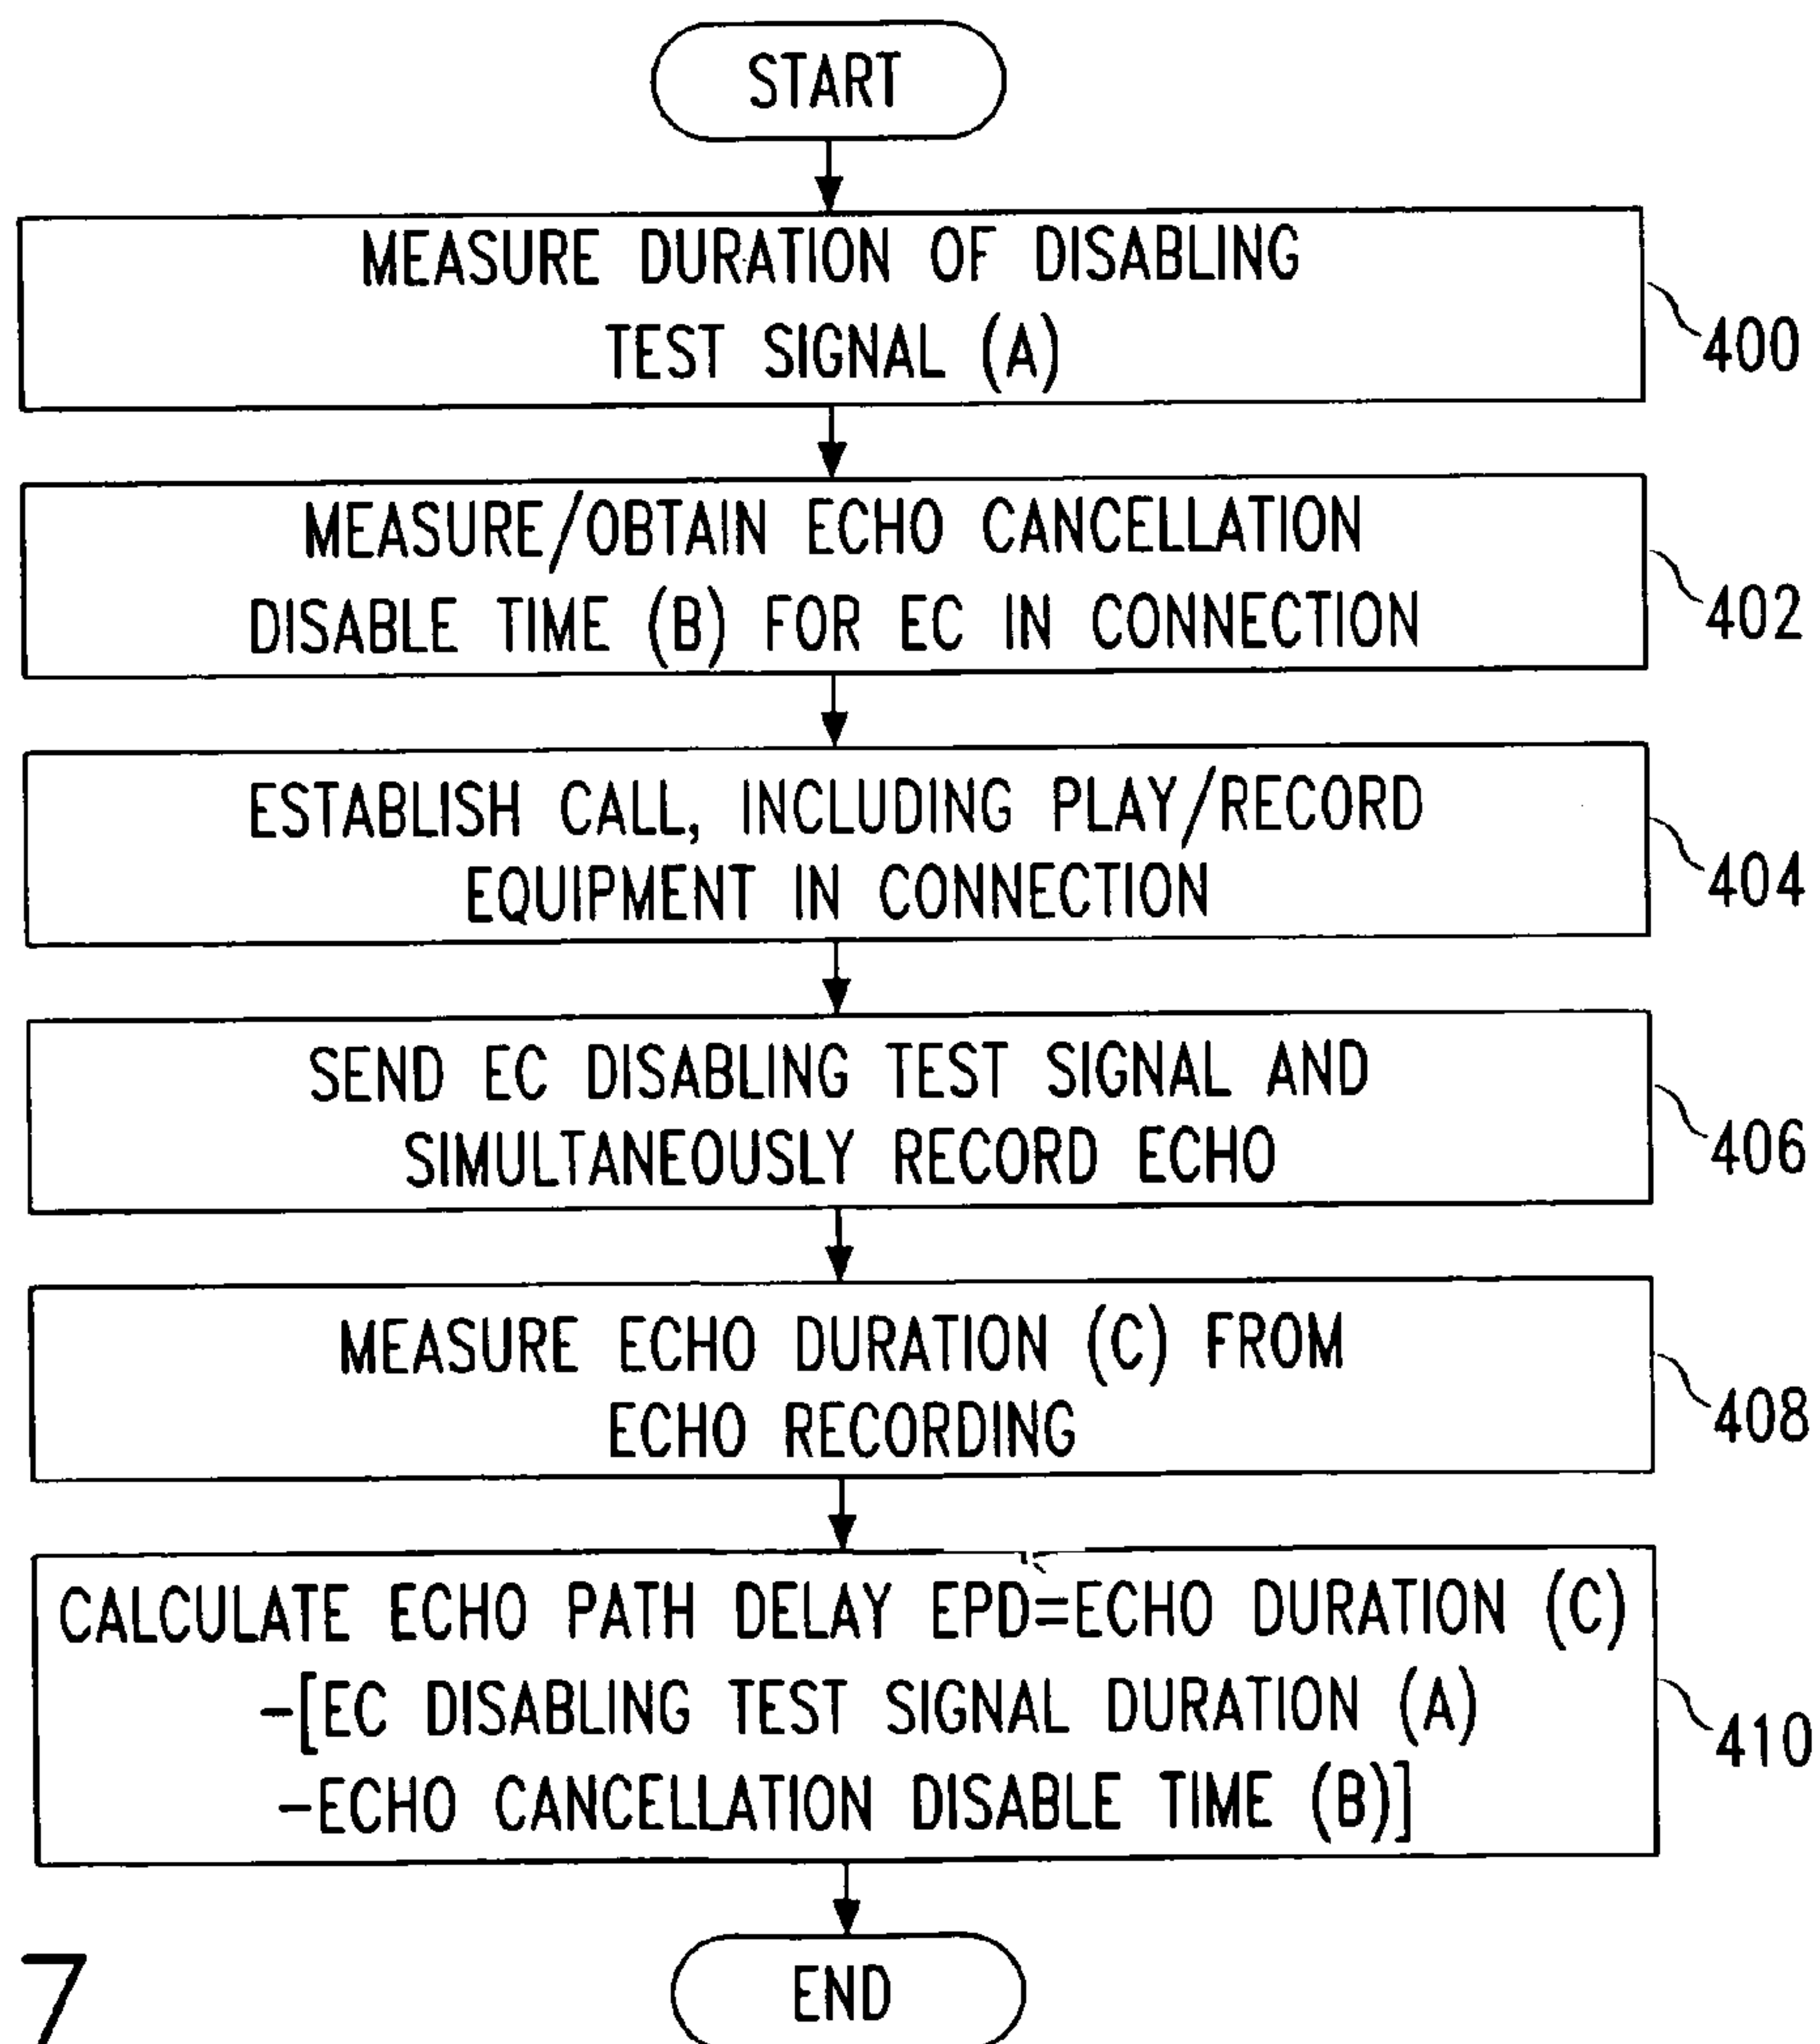 START
MEASURE DURATION OF DISABLING
TEST SIGNAL (A)
400
MEASURE/OBTAIN ECHO CANCELLATION
DISABLE TIME (B) FOR EC IN CONNECTION
402
ESTABLISH CALL, INCLUDING PLAY/RECORD
EQUIPMENT IN CONNECTION
404
SEND EC DISABLING TEST SIGNAL AND
SIMULTANEOUSLY RECORD ECHO
406
MEASURE ECHO DURATION (C) FROM
ECHO RECORDING
408
CALCULATE ECHO PATH DELAY EPD=ECHO DURATION (C)
-[EC DISABLING TEST SIGNAL DURATION (A)
-ECHO CANCELLATION DISABLE TIME (B)]
410
END
7